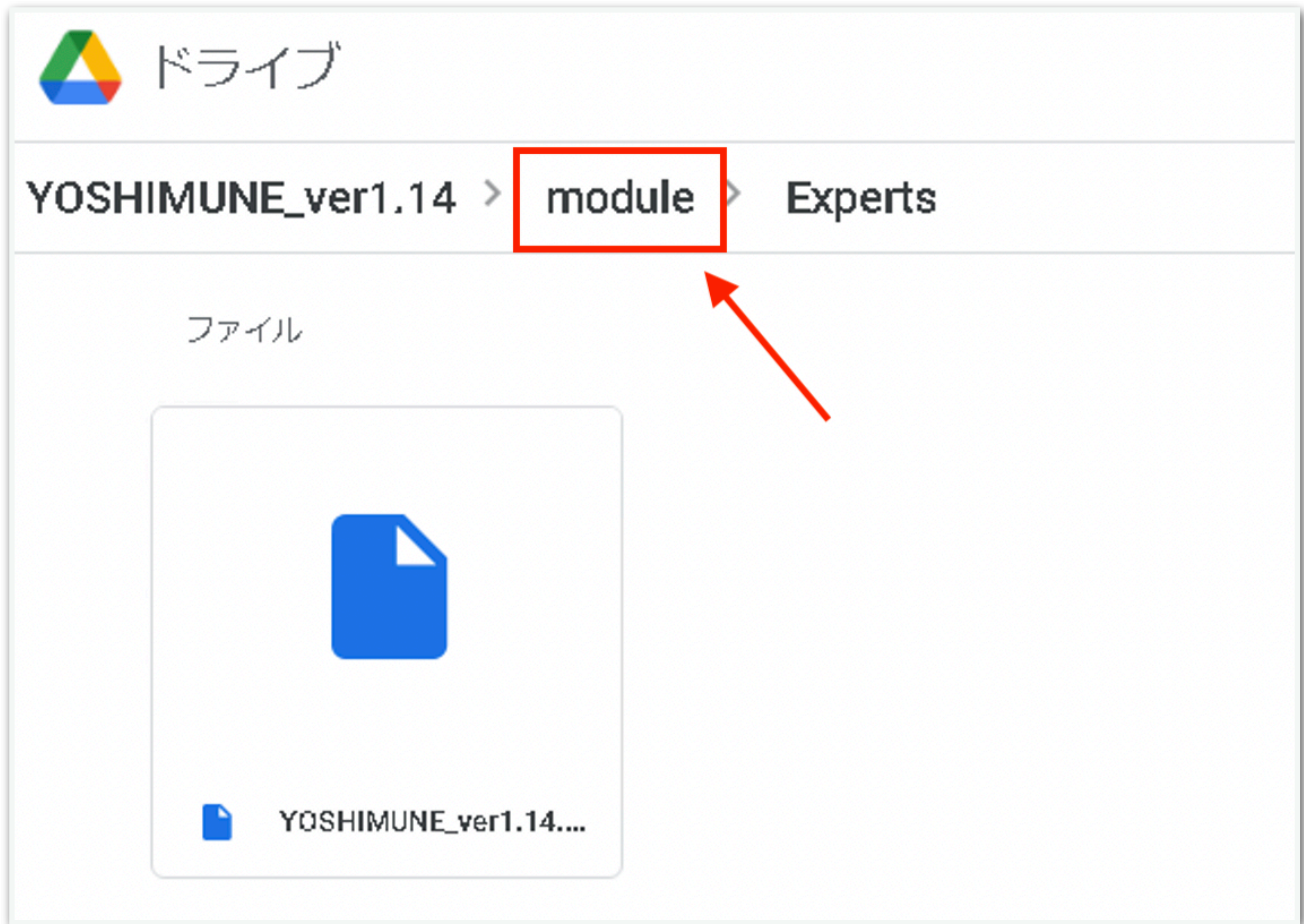 ドライブ
YOSHIMUNE_ver1.14 > module > Experts
ファイル
YOSHIMUNE_ver1.14....